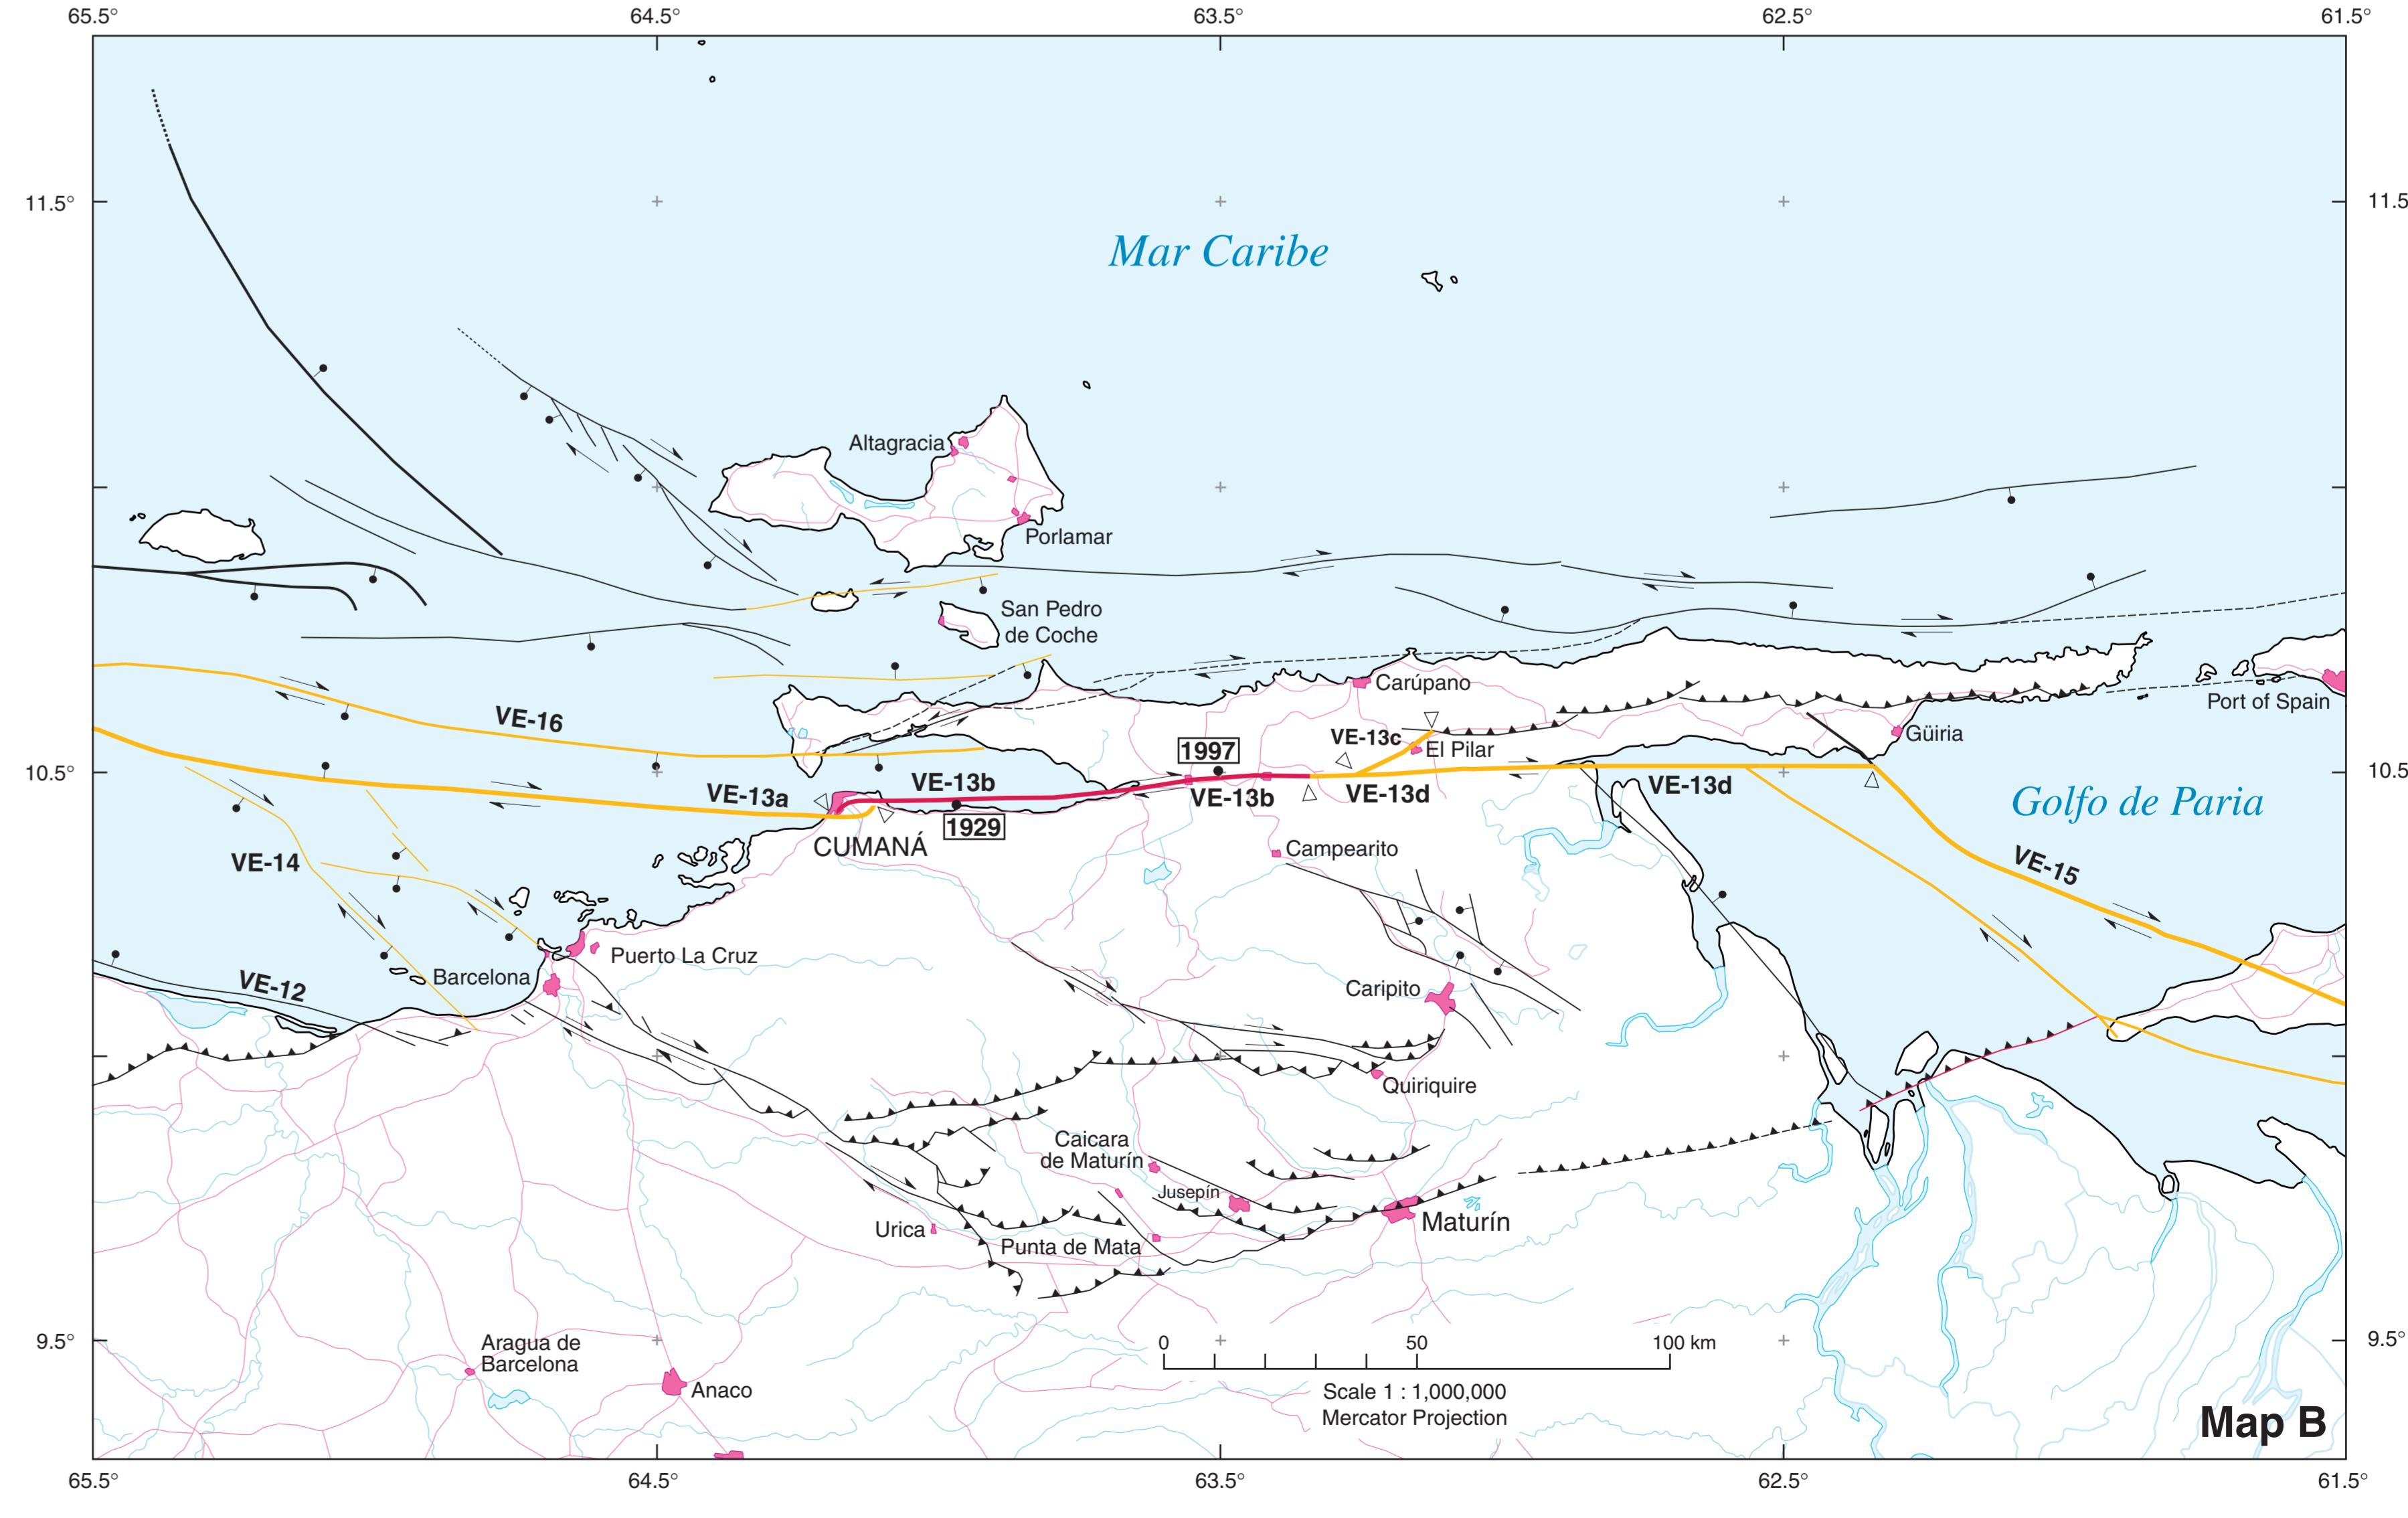 65.5°
64.5°
63.5°
62.5°
61.5°
11.5°
11.5
Mar Caribe
Altagracia
Porlamar
San Pedro
de Coche
Carúpano
Port of Spain
VE-16
1997
VE-13c
El Pilar
Güiria
10.5°
10.5
VE-13a
VE-13b
VE-13b
VE-13d
VE-13d
Golfo de Paria
1929
CUMANÁ
VE-14
Campearito
VE-15
Puerto La Cruz
Barcelona
VE-12
Caripito
Quiriquire
Caicara
de Maturín
Jusepín
Urica
Punta de Mata
Maturín
9.5°
9.5°
Aragua de
Barcelona
Anaco
0 50 100 km
Scale 1 : 1,000,000
Mercator Projection
Map B
65.5°
64.5°
63.5°
62.5°
61.5°